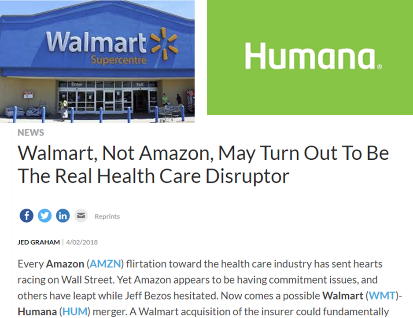 Walmart
Supercentre
Humana®
NEWS
Walmart, Not Amazon, May Turn Out To Be
The Real Health Care Disruptor
Reprints
JED GRAHAM | 4/02/2018
Every Amazon (AMZN) flirtation toward the health care industry has sent hearts
racing on Wall Street. Yet Amazon appears to be having commitment issues, and
others have leapt while Jeff Bezos hesitated. Now comes a possible Walmart (WMT)-
Humana (HUM) merger. A Walmart acquisition of the insurer could fundamentally